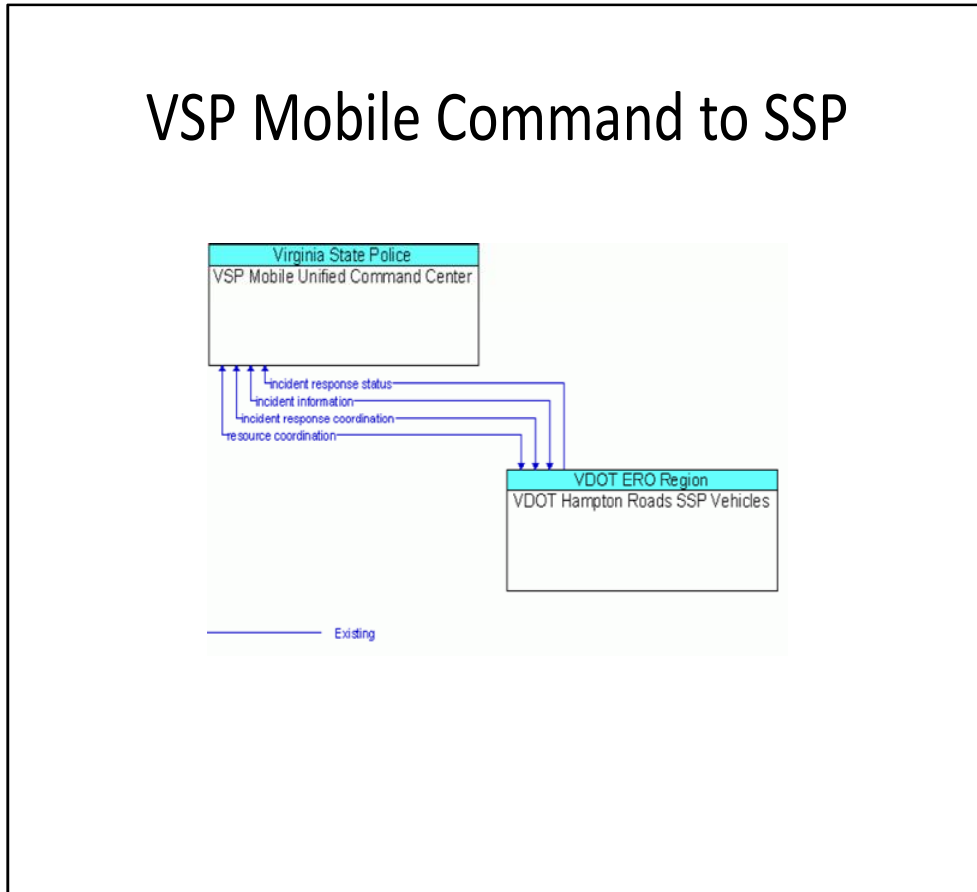 VSP Mobile Command to SSP
Virginia State Police
VSP Mobile Unified Command Center
incident response status
incident information
incident response coordination
resource coordination
VDOT ERO Region
VDOT Hampton Roads SSP Vehicles
Existing